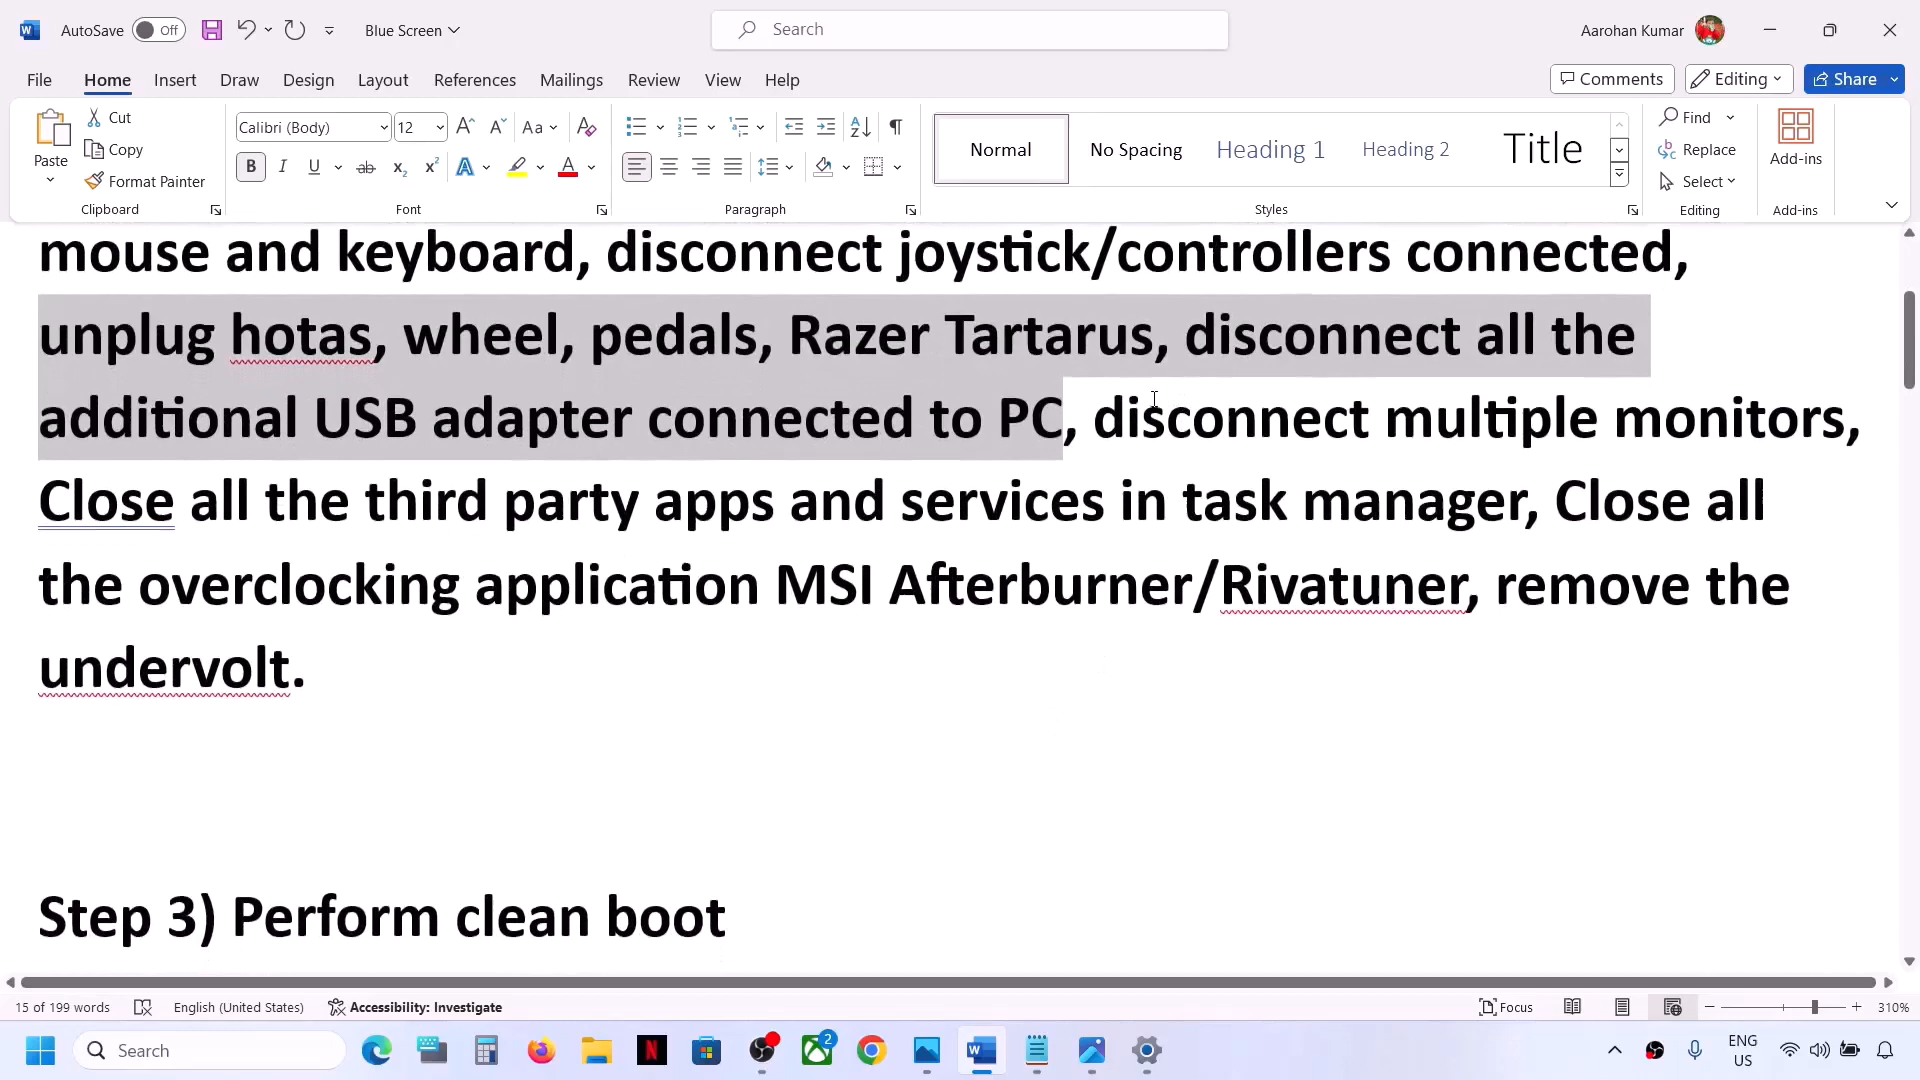 AutoSave Off Blue Screen Search Aarohan Kumar
File Home Insert Draw Design Layout References Mailings Review View Help Comments Editing Share
Paste Cut Copy Format Painter Clipboard
Calibri (Body) 12 Font
Paragraph
Normal No Spacing Heading 1 Heading 2 Title Styles
Find Replace Select Editing
Add-ins Add-ins
mouse and keyboard, disconnect joystick/controllers connected,
unplug hotas, wheel, pedals, Razer Tartarus, disconnect all the
additional USB adapter connected to PC, disconnect multiple monitors,
Close all the third party apps and services in task manager, Close all
the overclocking application MSI Afterburner/Rivatuner, remove the
undervolt.
Step 3) Perform clean boot
15 of 199 words English (United States) Accessibility: Investigate Focus 310%
Search 2 ENG
US